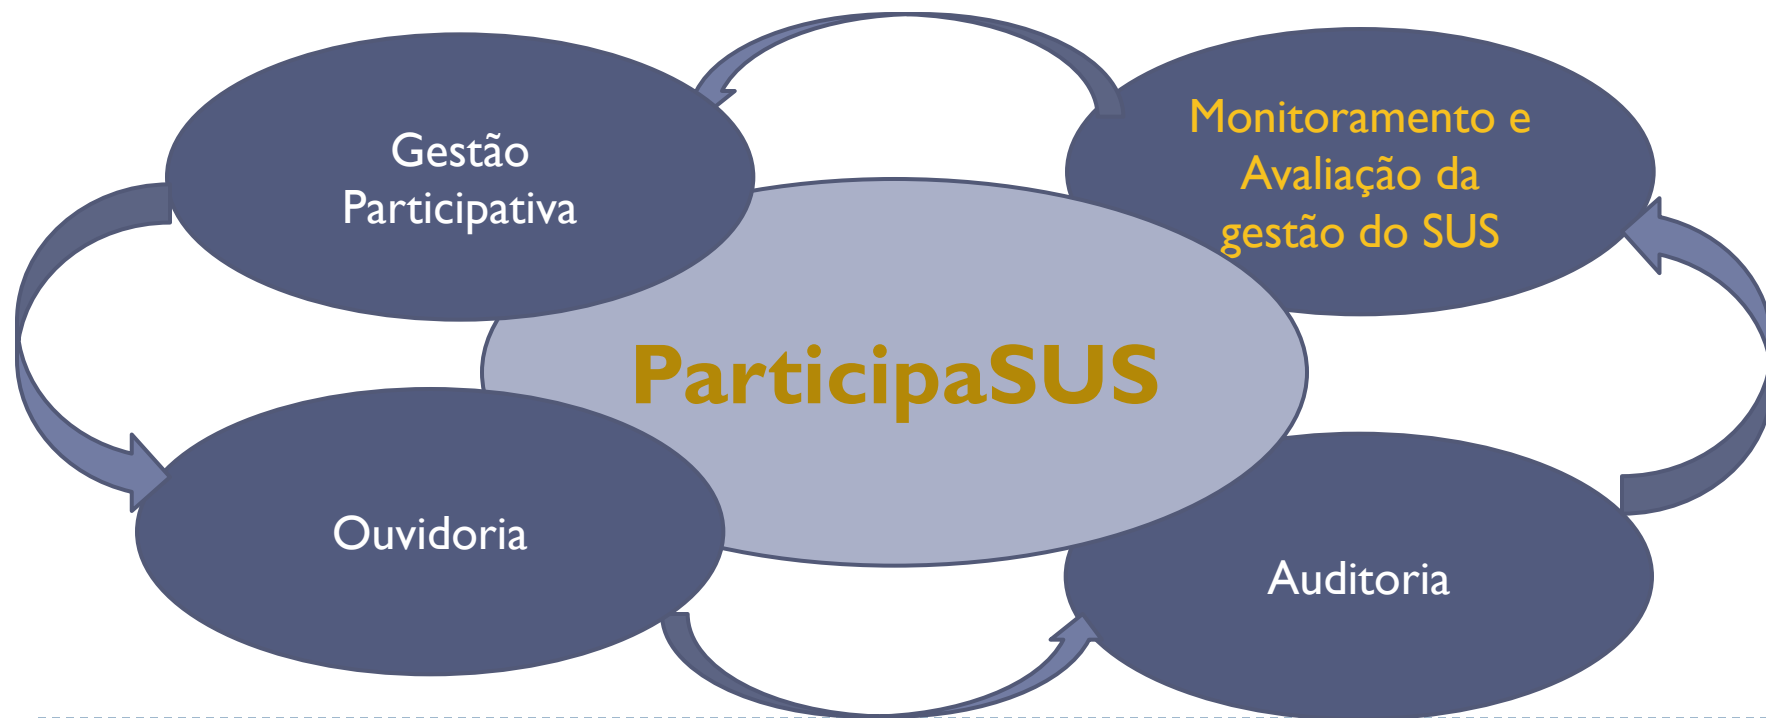 Gestão
Participativa
Monitoramento e
Avaliação da
gestão do SUS
ParticipaSUS
Ouvidoria
Auditoria